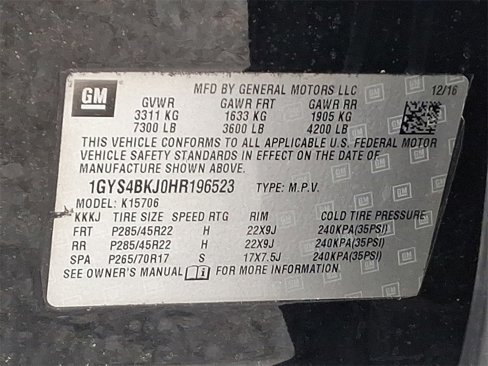 GM
MFD BY GENERAL MOTORS LLC
GVWR GAWR FRT GAWR RR 12/16
3311 KG 1633 KG 1905 KG
7300 LB 3600 LB 4200 LB
THIS VEHICLE CONFORMS TO ALL APPLICABLE U.S. FEDERAL MOTOR
VEHICLE SAFETY STANDARDS IN EFFECT ON THE DATE OF
MANUFACTURE SHOWN ABOVE.
1GYS4BKJ0HR196523 TYPE: M.P.V.
MODEL: K15706
KKKJ TIRE SIZE SPEED RTG RIM COLD TIRE PRESSURE
FRT P285/45R22 H 22X9J 240KPA(35PSI)
RR P285/45R22 H 22X9J 240KPA(35PSI)
SPA P265/70R17 S 17X7.5J 240KPA(35PSI)
SEE OWNER'S MANUAL FOR MORE INFORMATION